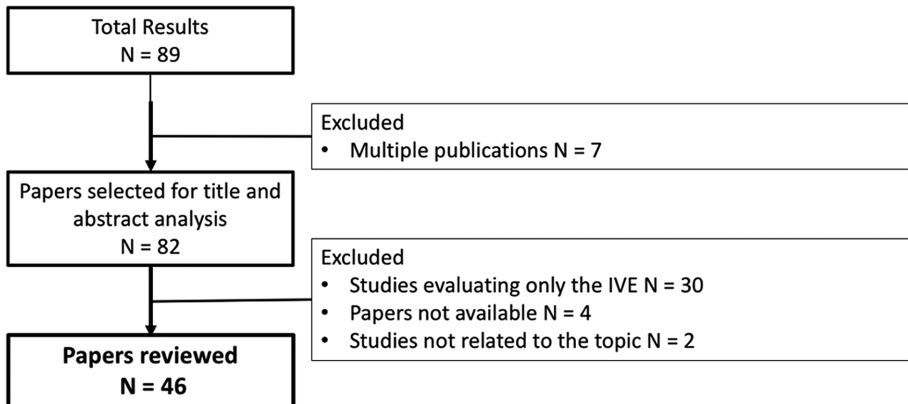 Total Results
N = 89
Excluded
• Multiple publications N = 7
Papers selected for title and
abstract analysis
N = 82
Excluded
• Studies evaluating only the IVE N = 30
• Papers not available N = 4
• Studies not related to the topic N = 2
Papers reviewed
N = 46